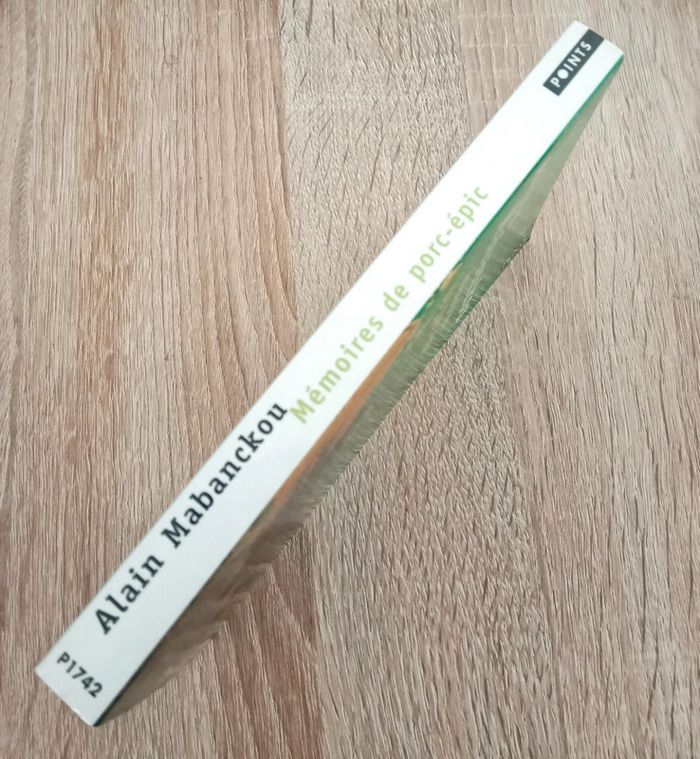 P1742
Alain Mabanckou
Mémoires de porc-épic
POINTS